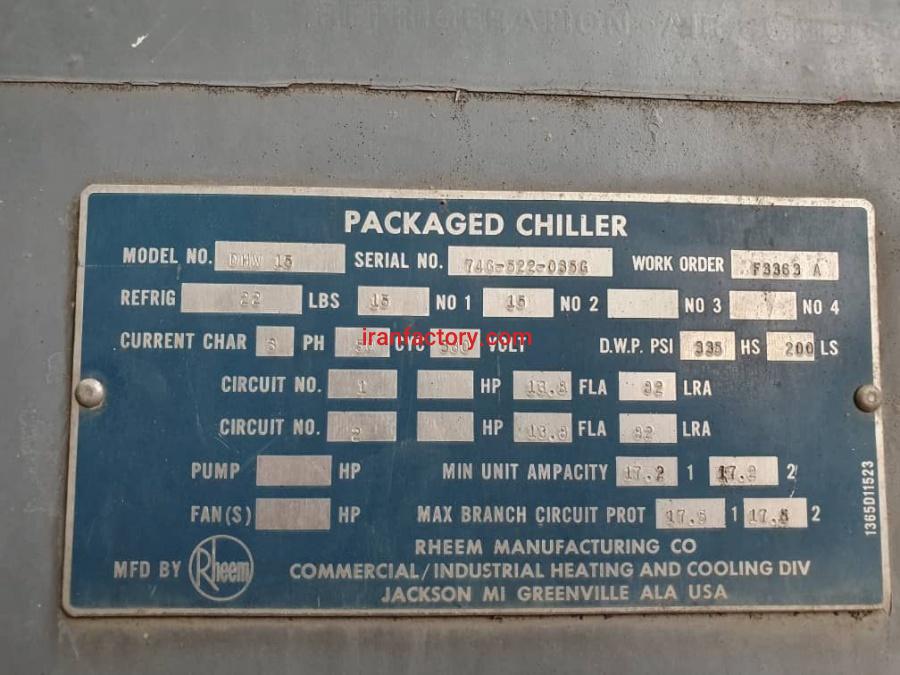 REFRIGERATION AIR
PACKAGED CHILLER
MODEL NO. DHW 15 SERIAL NO. 74G-522-035G WORK ORDER F3363 A
REFRIG 22 LBS 15 NO 1 15 NO 2 NO 3 NO 4
CURRENT CHAR 3 PH 50 CYC 380 VOLT D.W.P. PSI 335 HS 200 LS
iranfactory.com
CIRCUIT NO. 1 HP 13.8 FLA 82 LRA
CIRCUIT NO. 2 HP 13.8 FLA 82 LRA
PUMP HP MIN UNIT AMPACITY 17.2 1 17.2 2
FAN(S) HP MAX BRANCH CIRCUIT PROT 17.5 1 17.5 2
1365D11523
MFD BY Rheem
RHEEM MANUFACTURING CO
COMMERCIAL/INDUSTRIAL HEATING AND COOLING DIV
JACKSON MI GREENVILLE ALA USA